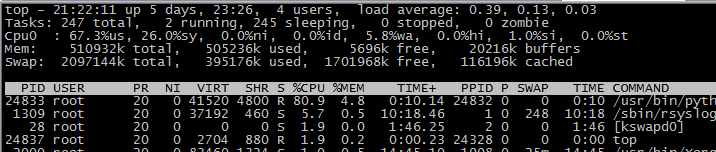 top - 21:22:11 up 5 days, 23:26, 4 users, load average: 0.39, 0.13, 0.03
Tasks: 247 total, 2 running, 245 sleeping, 0 stopped, 0 zombie
Cpu0 : 67.3%us, 26.0%sy, 0.0%ni, 0.0%id, 5.8%wa, 0.0%hi, 1.0%si, 0.0%st
Mem: 510932k total, 505236k used, 5696k free, 20216k buffers
Swap: 2097144k total, 395176k used, 1701968k free, 116196k cached
PID USER PR NI VIRT SHR S %CPU %MEM TIME+ PPID P SWAP TIME COMMAND
24833 root 20 0 41520 4800 R 80.9 4.8 0:10.14 24832 0 0 0:10 /usr/bin/pyth
1309 root 20 0 37192 460 S 5.7 0.5 10:18.46 1 0 248 10:18 /sbin/rsyslog
28 root 20 0 0 0 S 1.9 0.0 1:46.25 2 0 0 1:46 [kswapd0]
24837 root 20 0 2704 880 R 1.9 0.2 0:00.23 24328 0 0 0:00 top